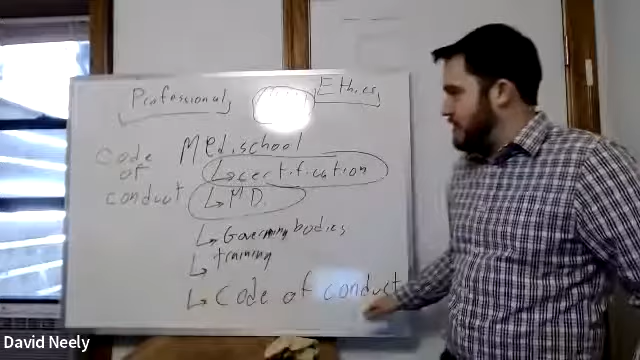 Professional Ethics
Code of conduct
Med. school
↳ certification
↳ M.D.
↳ Governing bodies
↳ training
↳ Code of conduct
David Neely